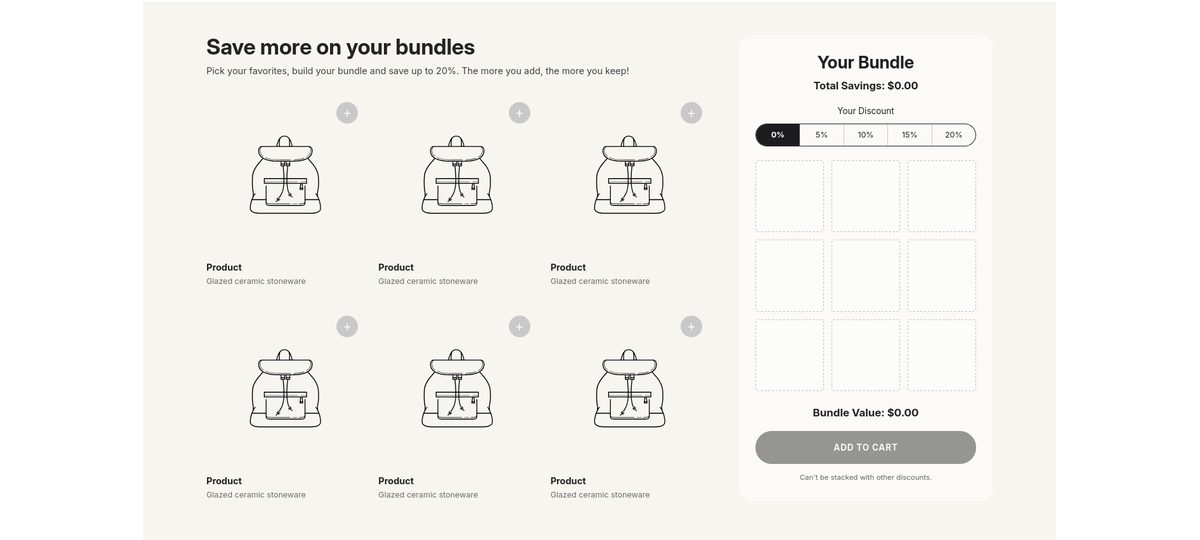 Save more on your bundles
Pick your favorites, build your bundle and save up to 20%. The more you add, the more you keep!
+
+
+
Product
Glazed ceramic stoneware
Product
Glazed ceramic stoneware
Product
Glazed ceramic stoneware
+
+
+
Product
Glazed ceramic stoneware
Product
Glazed ceramic stoneware
Product
Glazed ceramic stoneware
Your Bundle
Total Savings: $0.00
Your Discount
0% 5% 10% 15% 20%
Bundle Value: $0.00
ADD TO CART
Can't be stacked with other discounts.